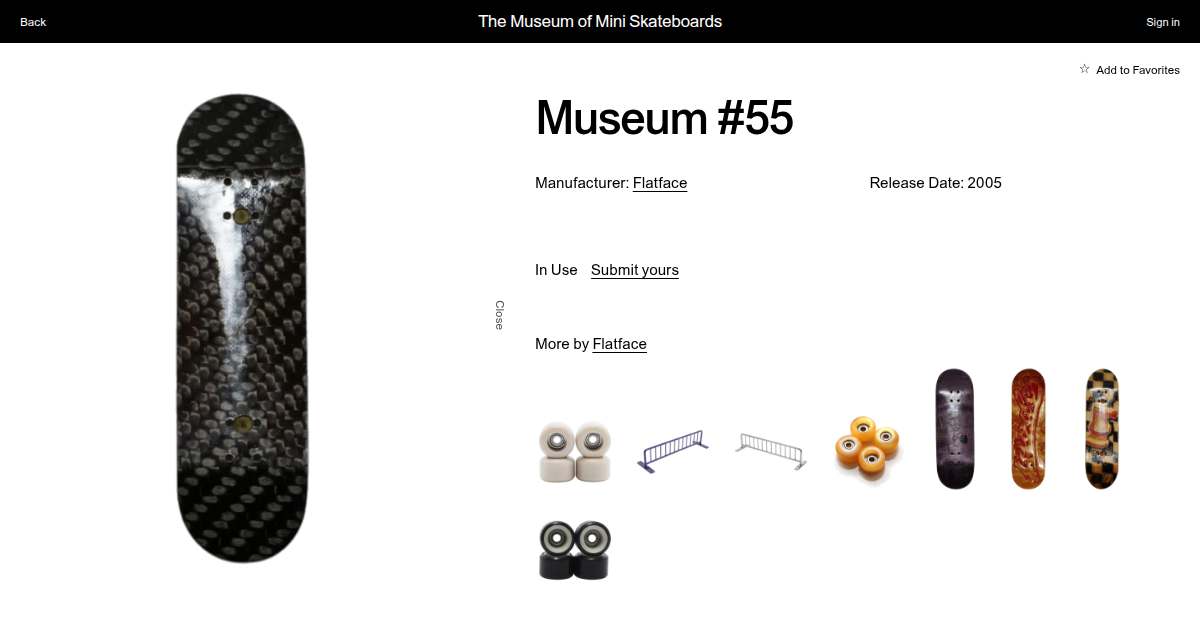 Back
The Museum of Mini Skateboards
Sign in
☆ Add to Favorites
Museum #55
Manufacturer: Flatface
Release Date: 2005
In Use Submit yours
Close
More by Flatface